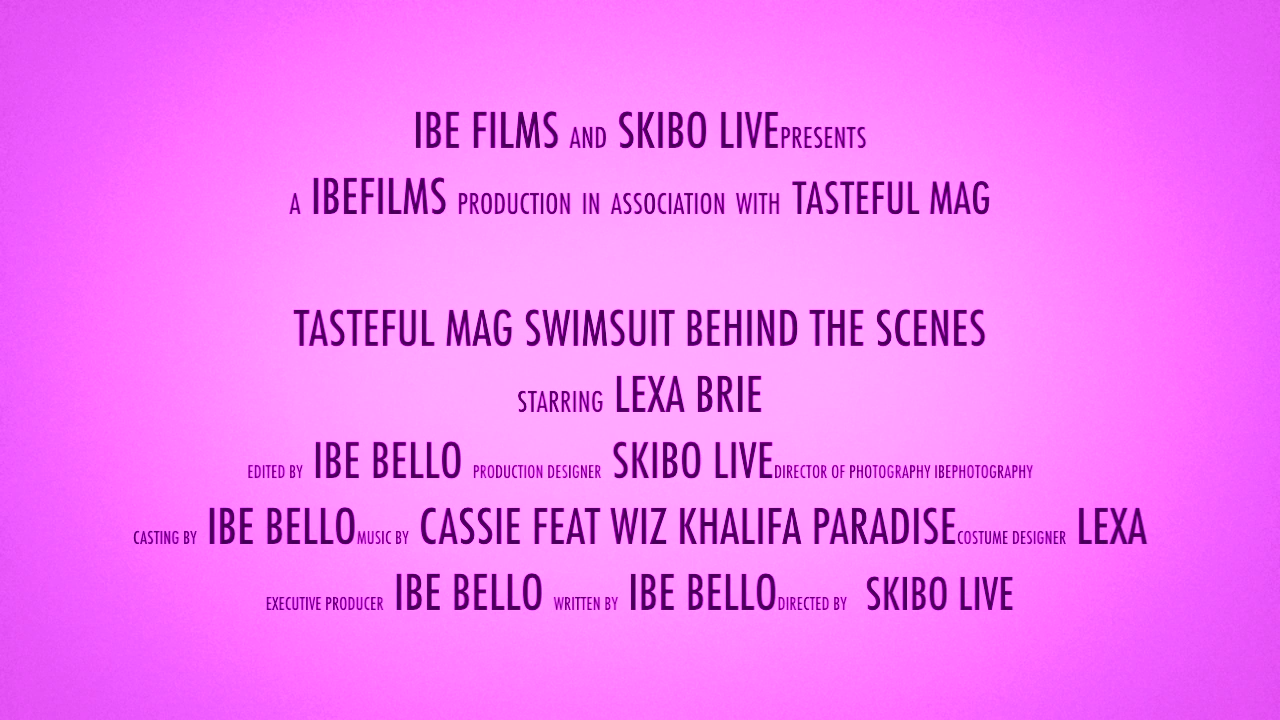 IBE FILMS AND SKIBO LIVEPRESENTS
A IBEFILMS PRODUCTION IN ASSOCIATION WITH TASTEFUL MAG
TASTEFUL MAG SWIMSUIT BEHIND THE SCENES
STARRING LEXA BRIE
EDITED BY IBE BELLO PRODUCTION DESIGNER SKIBO LIVEDIRECTOR OF PHOTOGRAPHY IBEPHOTOGRAPHY
CASTING BY IBE BELLOMUSIC BY CASSIE FEAT WIZ KHALIFA PARADISECOSTUME DESIGNER LEXA
EXECUTIVE PRODUCER IBE BELLO WRITTEN BY IBE BELLODIRECTED BY SKIBO LIVE